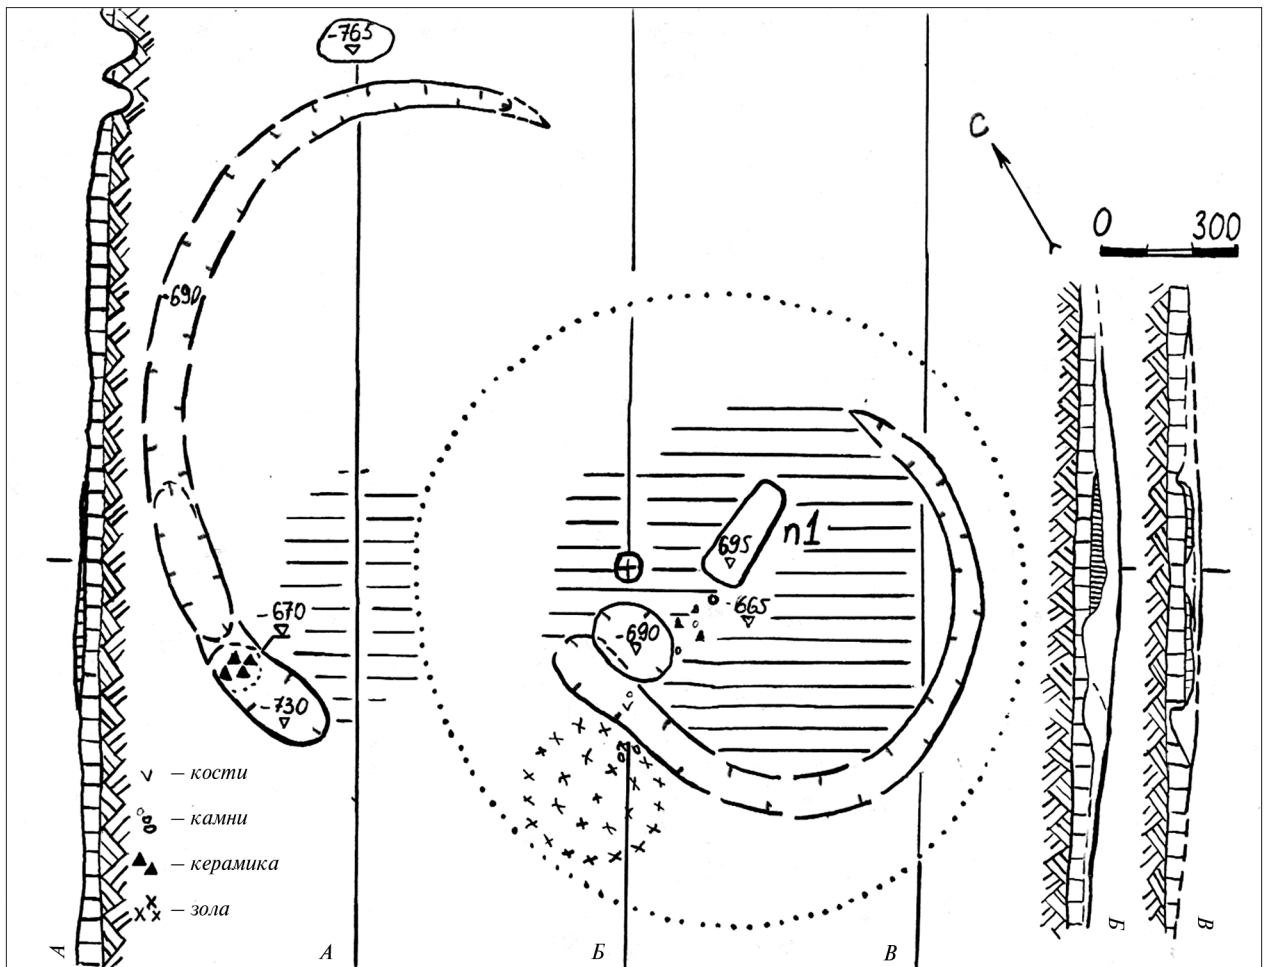 -765
С
0 300
-690
п1
695
-665
-670
-690
-730
< – кости
– камни
– керамика
– зола
А
А
Б
В
Б
В